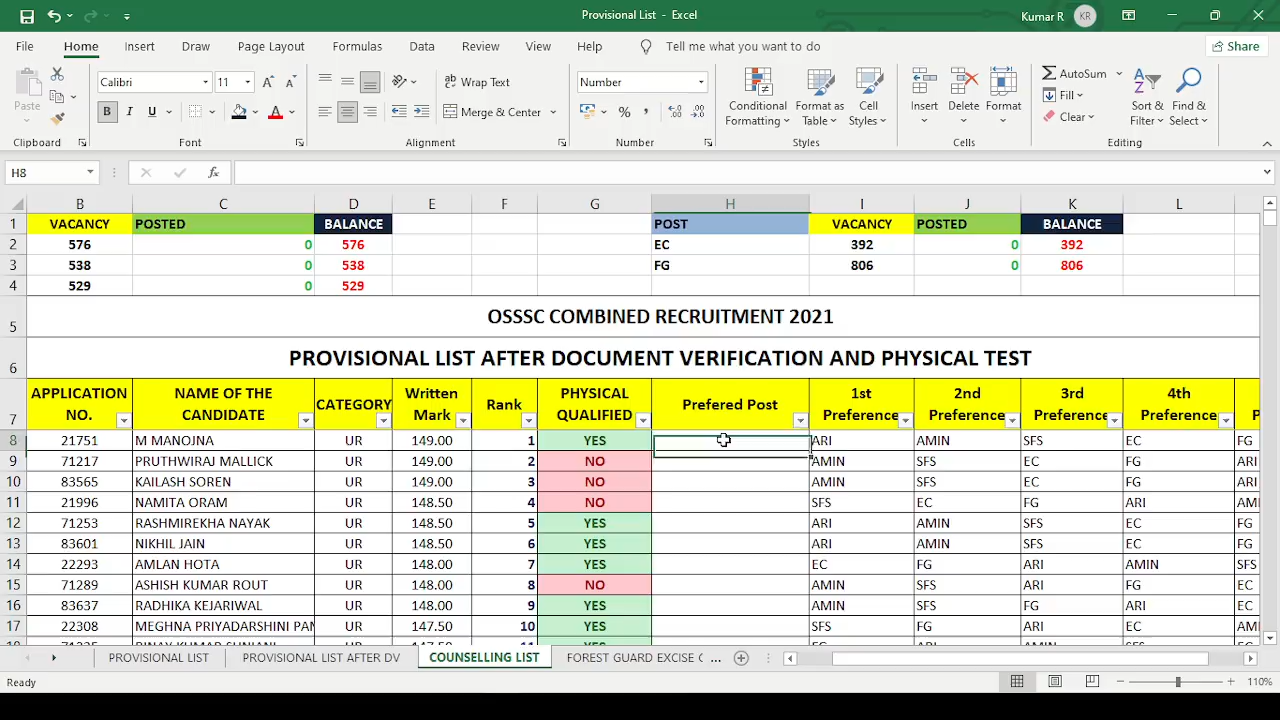 Provisional List - Excel
Kumar R KR
File Home Insert Draw Page Layout Formulas Data Review View Help Tell me what you want to do Share
Paste Calibri 11 Wrap Text Number AutoSum
B I U Merge & Center Conditional Formatting Format as Table Cell Styles Insert Delete Format Fill Sort & Filter Find & Select
Clear
Clipboard Font Alignment Number Styles Cells Editing
H8 fx
B C D E F G H I J K L
1 VACANCY POSTED BALANCE POST VACANCY POSTED BALANCE
2 576 0 576 EC 392 0 392
3 538 0 538 FG 806 0 806
4 529 0 529
5 OSSSC COMBINED RECRUITMENT 2021
6 PROVISIONAL LIST AFTER DOCUMENT VERIFICATION AND PHYSICAL TEST
7 APPLICATION NO. NAME OF THE CANDIDATE CATEGORY Written Mark Rank PHYSICAL QUALIFIED Prefered Post 1st Preference 2nd Preference 3rd Preference 4th Preference P
8 21751 M MANOJNA UR 149.00 1 YES ARI AMIN SFS EC FG
9 71217 PRUTHWIRAJ MALLICK UR 149.00 2 NO AMIN SFS EC FG ARI
10 83565 KAILASH SOREN UR 149.00 3 NO AMIN SFS EC FG ARI
11 21996 NAMITA ORAM UR 148.50 4 NO SFS EC FG ARI AMI
12 71253 RASHMIREKHA NAYAK UR 148.50 5 YES ARI AMIN SFS EC FG
13 83601 NIKHIL JAIN UR 148.50 6 YES ARI AMIN SFS EC FG
14 22293 AMLAN HOTA UR 148.00 7 YES EC FG ARI AMIN SFS
15 71289 ASHISH KUMAR ROUT UR 148.00 8 NO AMIN SFS ARI FG EC
16 83637 RADHIKA KEJARIWAL UR 148.00 9 YES AMIN SFS FG ARI EC
17 22308 MEGHNA PRIYADARSHINI PAN UR 147.50 10 YES SFS FG ARI EC AMI
PROVISIONAL LIST PROVISIONAL LIST AFTER DV COUNSELLING LIST FOREST GUARD EXCISE C ...
Ready 110%